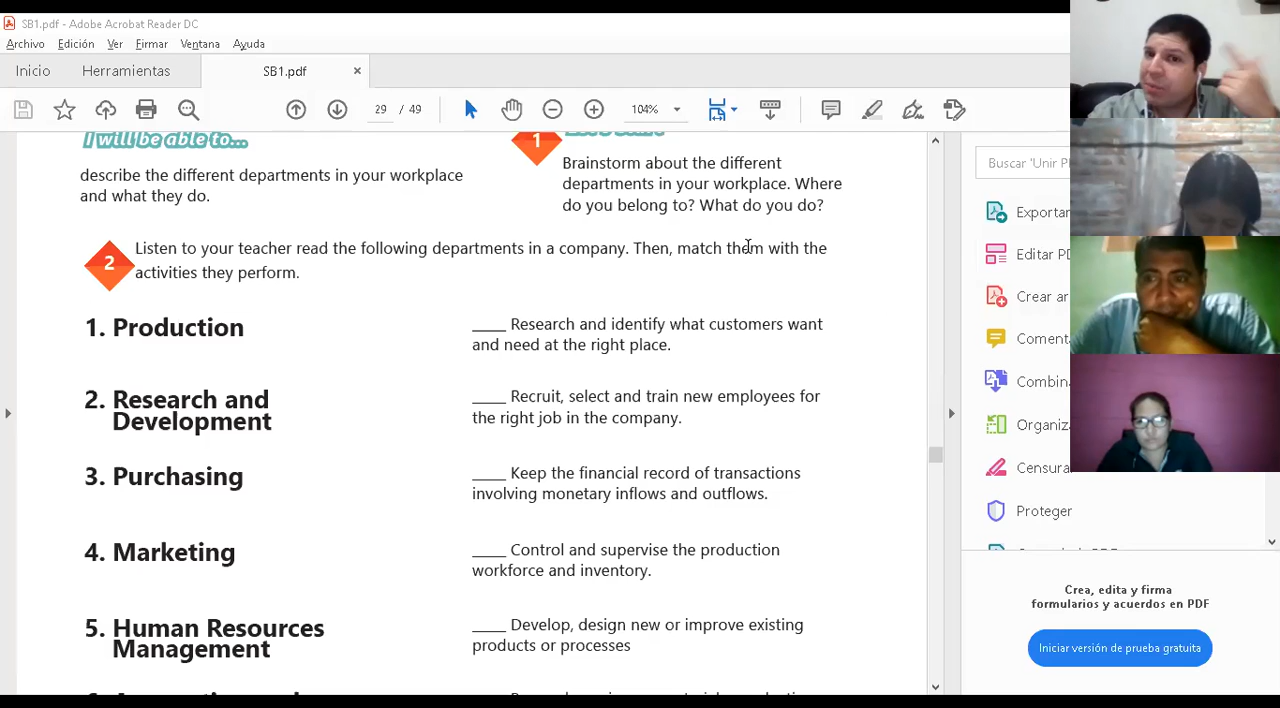 SB1.pdf - Adobe Acrobat Reader DC
Archivo Edición Ver Firmar Ventana Ayuda
Inicio Herramientas SB1.pdf ×
29 / 49 104%
I will be able to...
1
describe the different departments in your workplace
and what they do.
Brainstorm about the different
departments in your workplace. Where
do you belong to? What do you do?
2
Listen to your teacher read the following departments in a company. Then, match them with the
activities they perform.
1. Production
____ Research and identify what customers want
and need at the right place.
2. Research and
Development
____ Recruit, select and train new employees for
the right job in the company.
3. Purchasing
____ Keep the financial record of transactions
involving monetary inflows and outflows.
4. Marketing
____ Control and supervise the production
workforce and inventory.
5. Human Resources
Management
____ Develop, design new or improve existing
products or processes
Buscar 'Unir P
Exportar
Editar PD
Crear ar
Coment
Combin
Organiz
Censura
Proteger
Crea, edita y firma
formularios y acuerdos en PDF
Iniciar versión de prueba gratuita